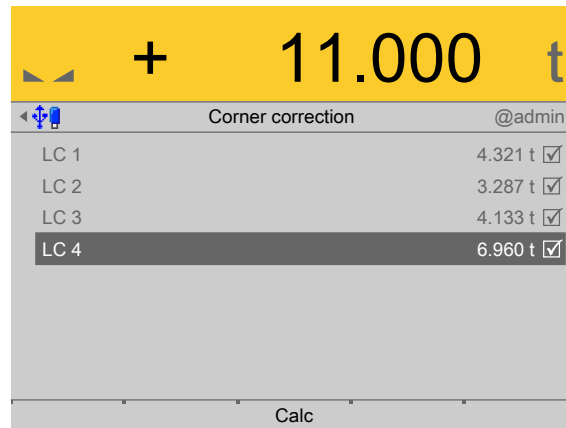 + 11.000 t
Corner correction @admin
LC 1 4.321 t
LC 2 3.287 t
LC 3 4.133 t
LC 4 6.960 t
Calc